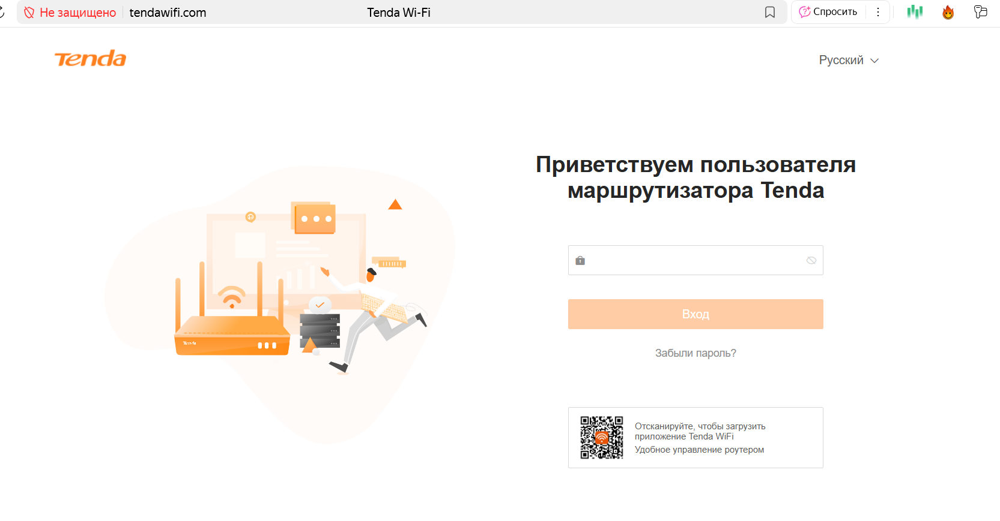 Не защищено
tendawifi.com
Tenda Wi-Fi
Спросить
Tenda
Русский
Приветствуем пользователя
маршрутизатора Tenda
Tenda
Вход
Забыли пароль?
Отсканируйте, чтобы загрузить
приложение Tenda WiFi
Удобное управление роутером